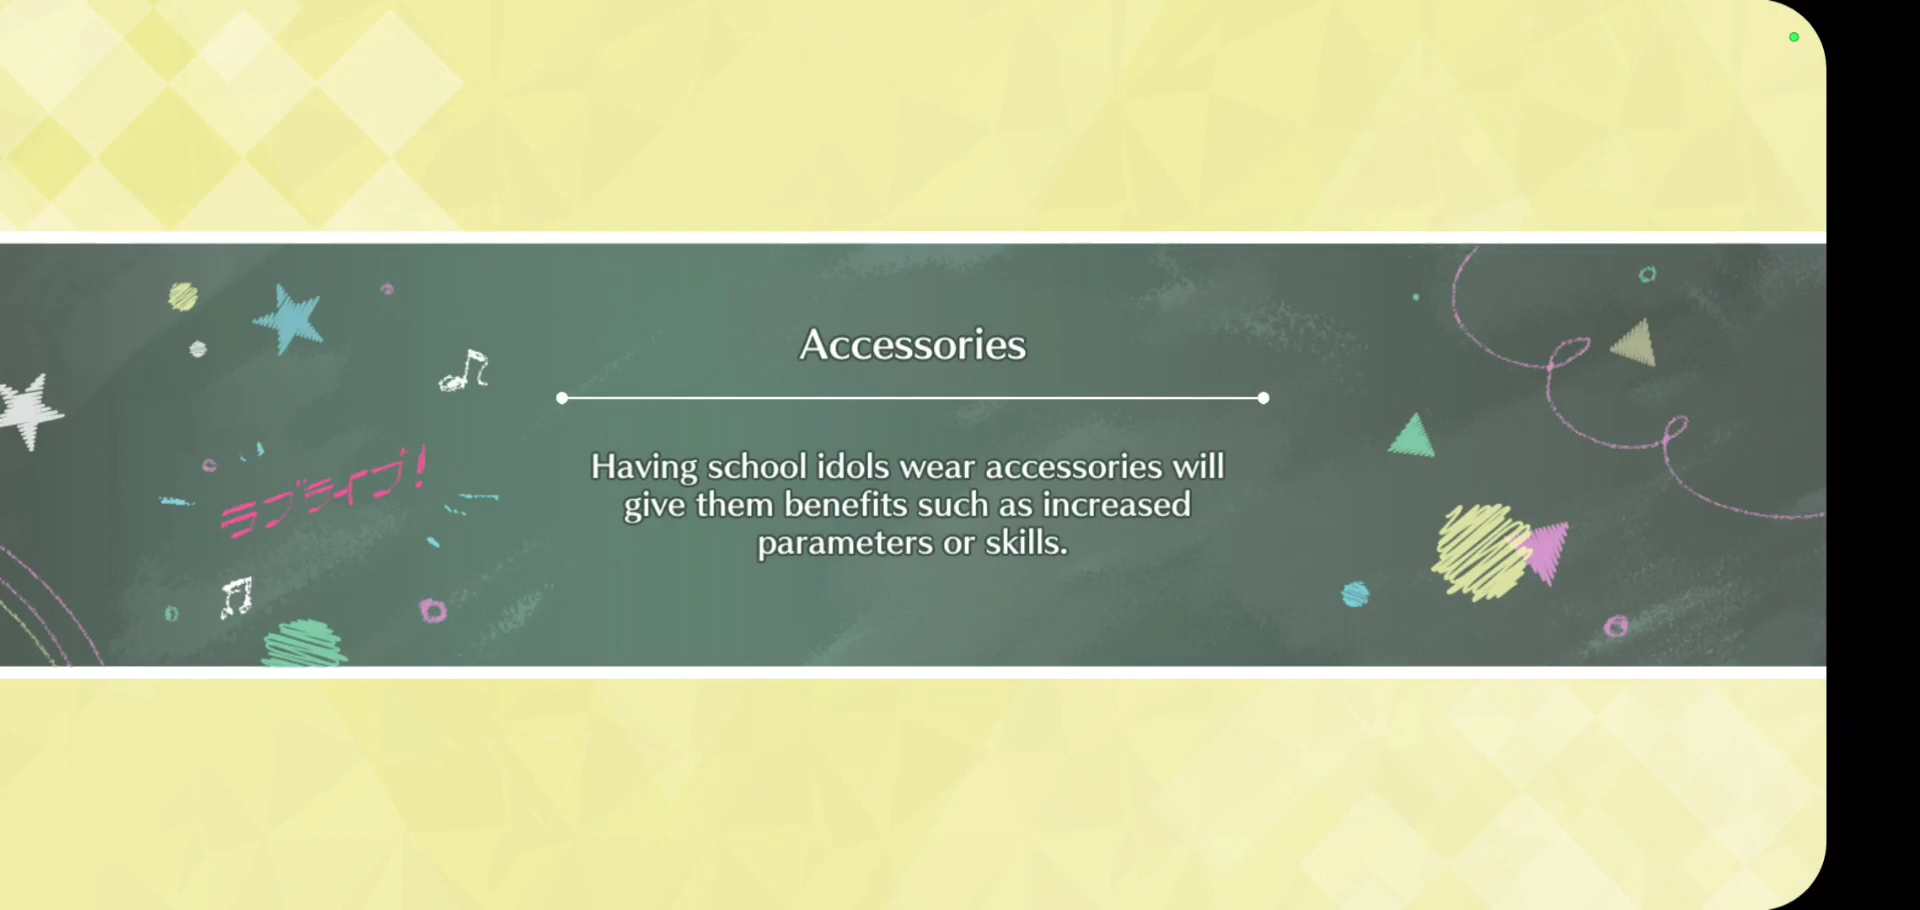 Accessories
Having school idols wear accessories will
give them benefits such as increased
parameters or skills.
ラブライブ!